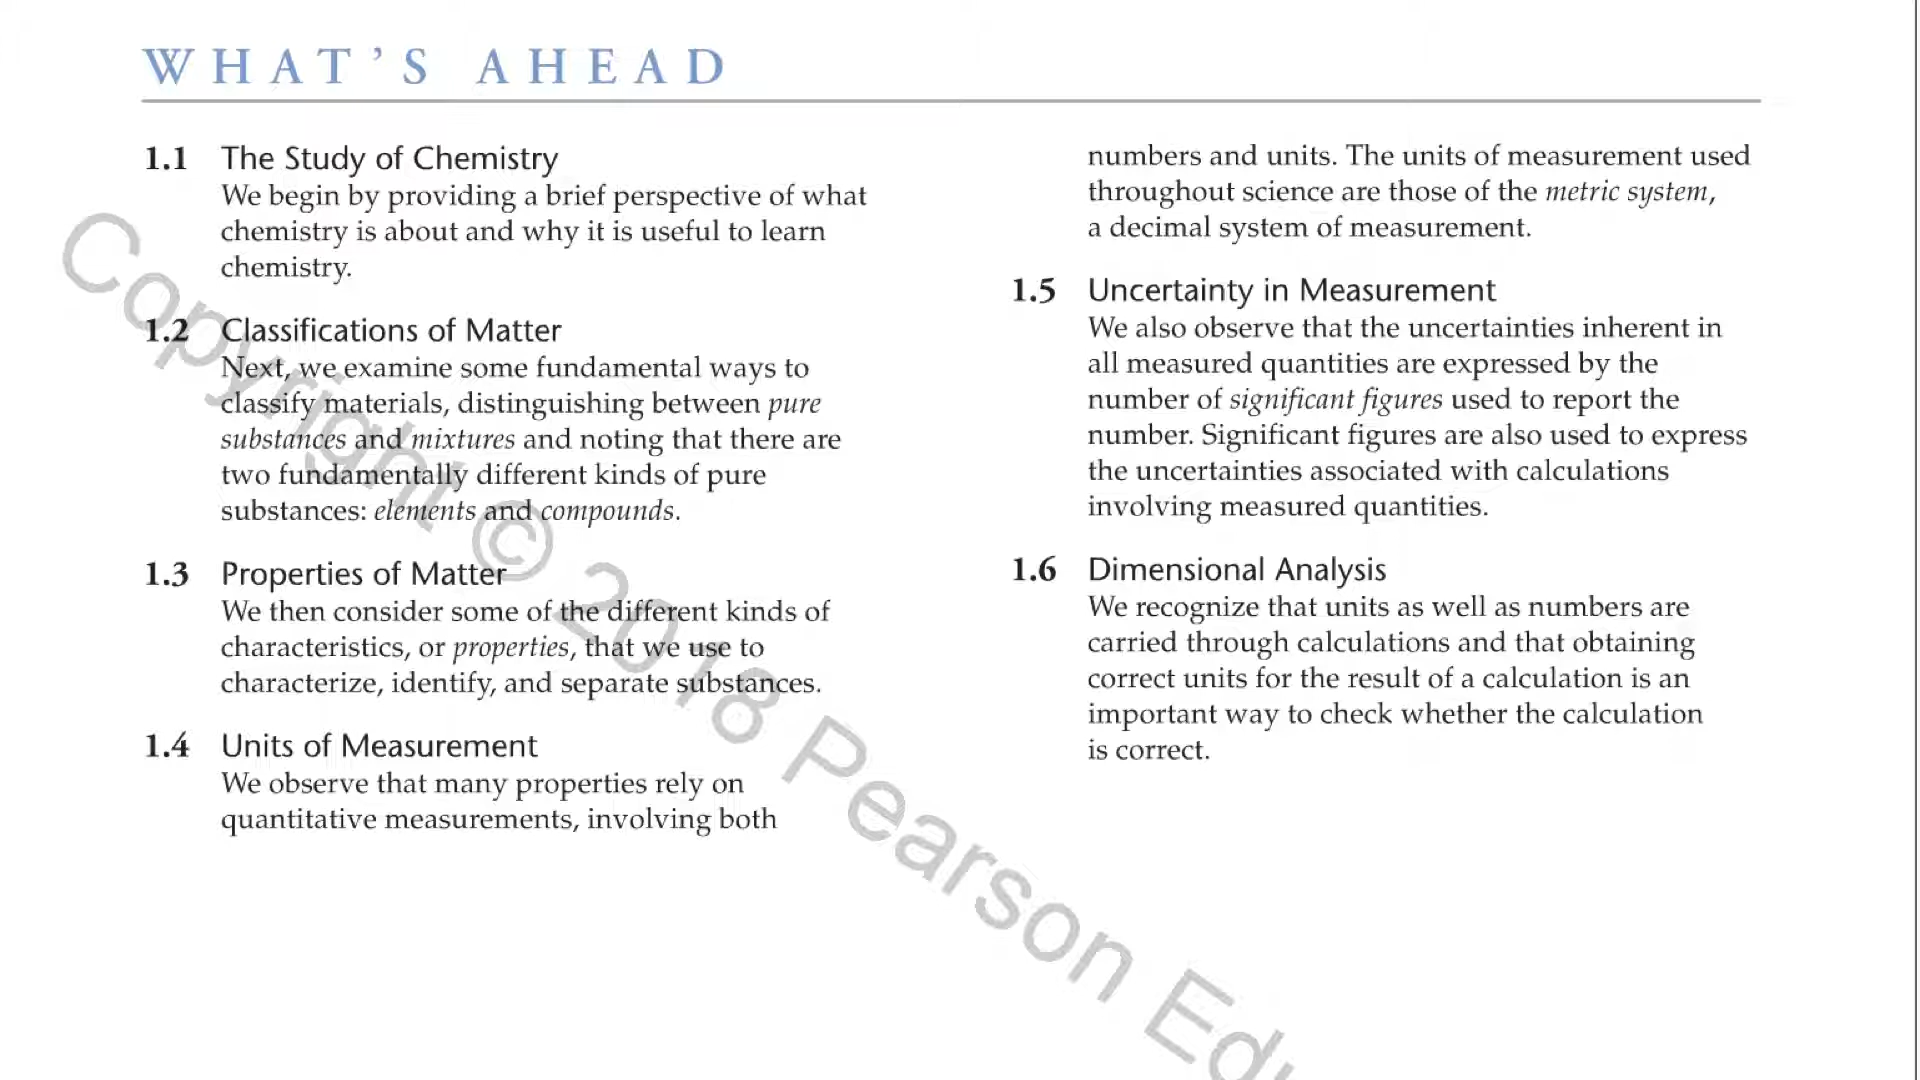 WHAT'S AHEAD
1.1 The Study of Chemistry
We begin by providing a brief perspective of what
chemistry is about and why it is useful to learn
chemistry.
1.2 Classifications of Matter
Next, we examine some fundamental ways to
classify materials, distinguishing between pure
substances and mixtures and noting that there are
two fundamentally different kinds of pure
substances: elements and compounds.
1.3 Properties of Matter
We then consider some of the different kinds of
characteristics, or properties, that we use to
characterize, identify, and separate substances.
1.4 Units of Measurement
We observe that many properties rely on
quantitative measurements, involving both
numbers and units. The units of measurement used
throughout science are those of the metric system,
a decimal system of measurement.
1.5 Uncertainty in Measurement
We also observe that the uncertainties inherent in
all measured quantities are expressed by the
number of significant figures used to report the
number. Significant figures are also used to express
the uncertainties associated with calculations
involving measured quantities.
1.6 Dimensional Analysis
We recognize that units as well as numbers are
carried through calculations and that obtaining
correct units for the result of a calculation is an
important way to check whether the calculation
is correct.
Copyright © 2018 Pearson Edu